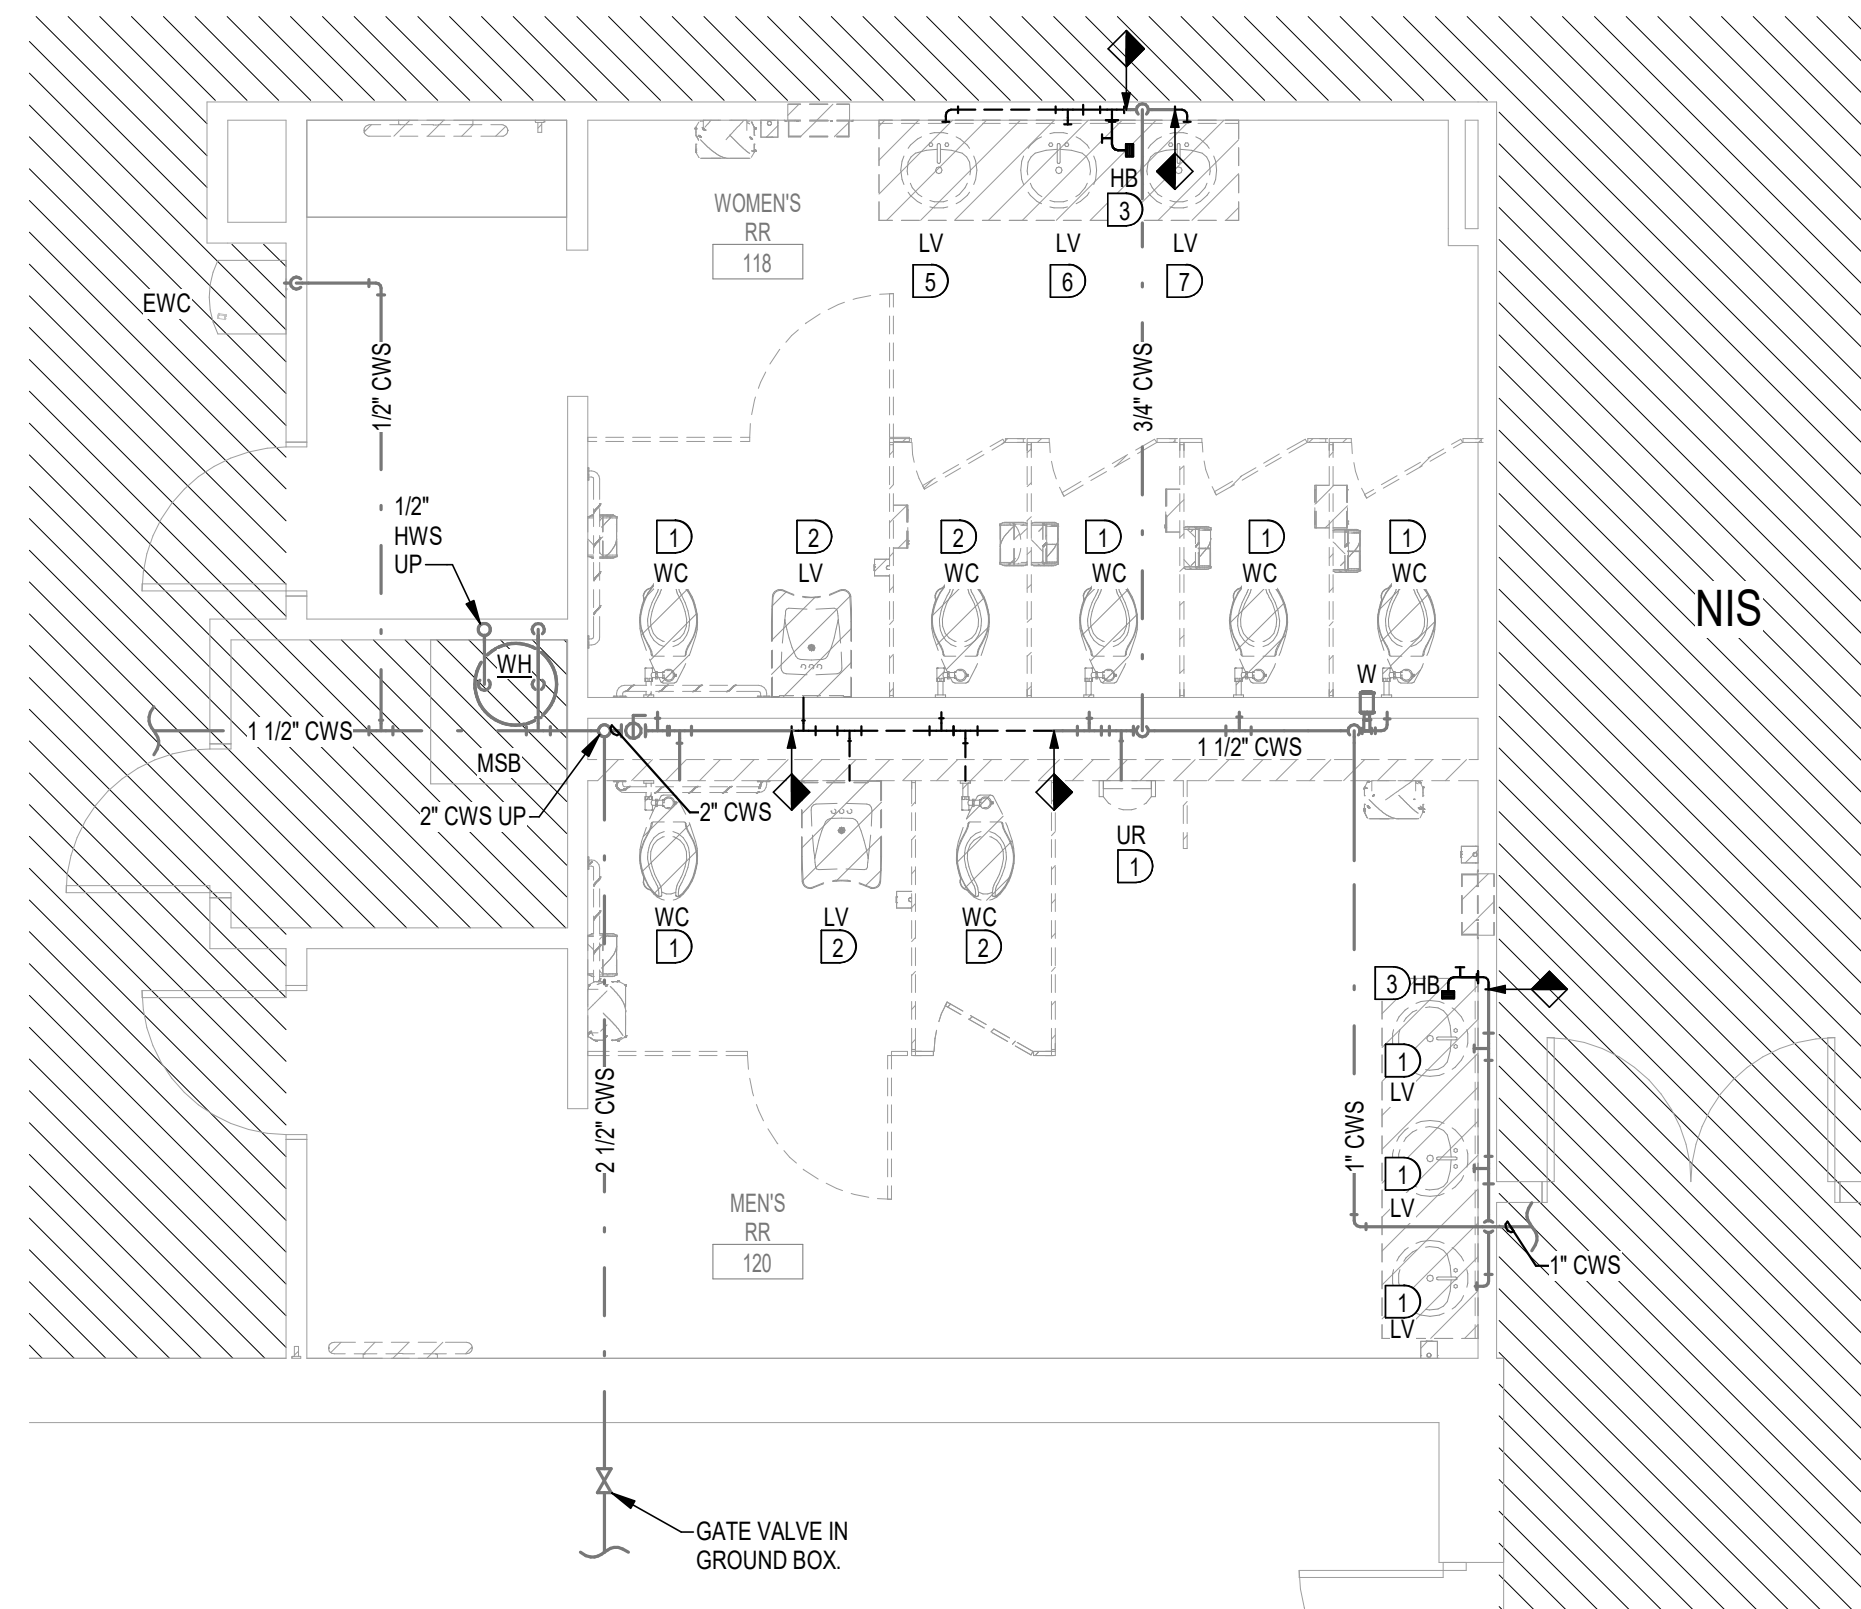 HB
3
WOMEN'S
RR
118
LV
LV
LV
5
6
7
EWC
1/2" CWS
3/4" CWS
1/2"
HWS
UP
1
2
2
1
1
1
WC
LV
WC
WC
WC
WC
NIS
WH
W
1 1/2" CWS
1 1/2" CWS
MSB
2" CWS UP
2" CWS
UR
1
WC
LV
WC
1
2
2
3
HB
1
LV
2 1/2" CWS
1" CWS
1
LV
MEN'S
RR
120
1" CWS
1
LV
GATE VALVE IN
GROUND BOX.